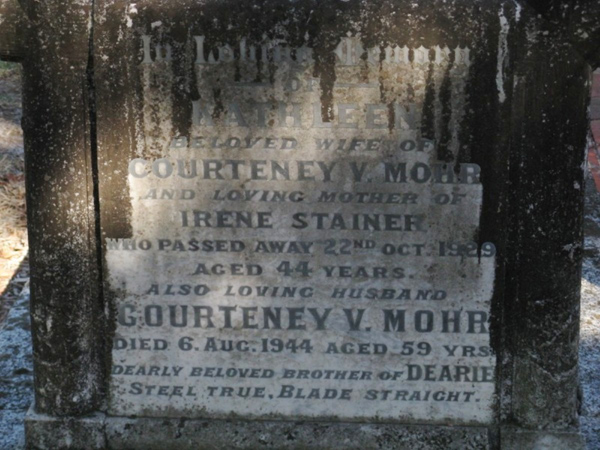 In Loving Memory
OF
KATHLEEN
BELOVED WIFE OF
COURTENEY V. MOHR
AND LOVING MOTHER OF
IRENE STAINER
WHO PASSED AWAY 22ND OCT. 1929
AGED 44 YEARS.
ALSO LOVING HUSBAND
COURTENEY V. MOHR
DIED 6. AUG. 1944 AGED 59 YRS.
DEARLY BELOVED BROTHER OF DEARIE
STEEL TRUE, BLADE STRAIGHT.